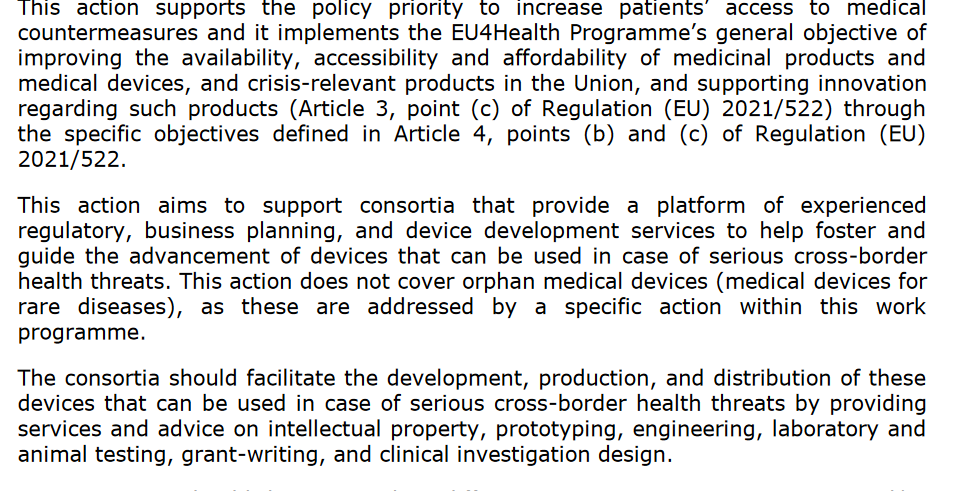 This action supports the policy priority to increase patients’ access to medical
countermeasures and it implements the EU4Health Programme’s general objective of
improving the availability, accessibility and affordability of medicinal products and
medical devices, and crisis-relevant products in the Union, and supporting innovation
regarding such products (Article 3, point (c) of Regulation (EU) 2021/522) through
the specific objectives defined in Article 4, points (b) and (c) of Regulation (EU)
2021/522.
This action aims to support consortia that provide a platform of experienced
regulatory, business planning, and device development services to help foster and
guide the advancement of devices that can be used in case of serious cross-border
health threats. This action does not cover orphan medical devices (medical devices for
rare diseases), as these are addressed by a specific action within this work
programme.
The consortia should facilitate the development, production, and distribution of these
devices that can be used in case of serious cross-border health threats by providing
services and advice on intellectual property, prototyping, engineering, laboratory and
animal testing, grant-writing, and clinical investigation design.